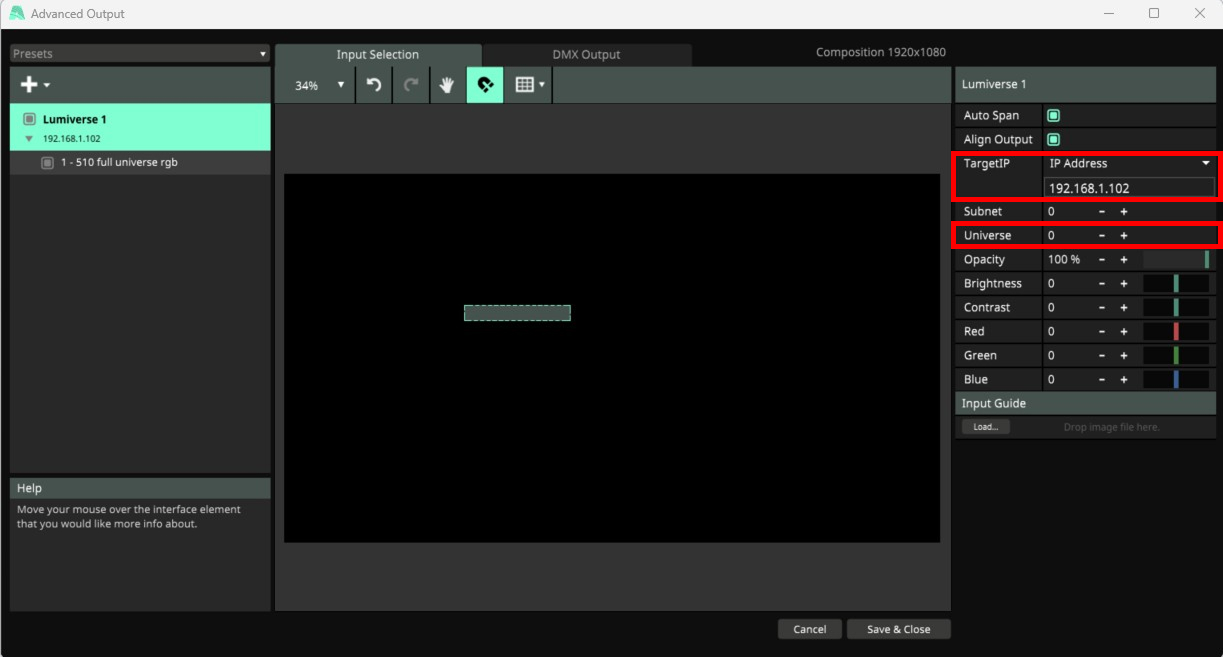 Advanced Output
Presets
Input Selection
DMX Output
Composition 1920x1080
34%
Lumiverse 1
192.168.1.102
1 - 510 full universe rgb
Lumiverse 1
Auto Span
Align Output
TargetIP IP Address
192.168.1.102
Subnet 0 - +
Universe 0 - +
Opacity 100 % - +
Brightness 0 - +
Contrast 0 - +
Red 0 - +
Green 0 - +
Blue 0 - +
Input Guide
Load... Drop image file here.
Help
Move your mouse over the interface element
that you would like more info about.
Cancel
Save & Close